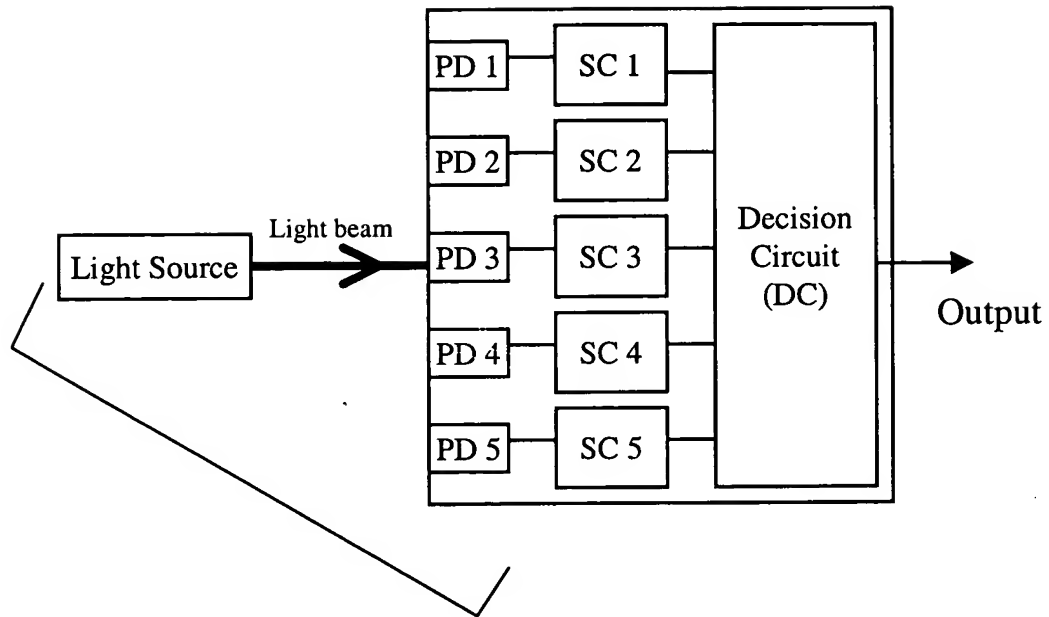 PD 1
SC 1
PD 2
SC 2
Light beam
Light Source
PD 3
SC 3
Decision
Circuit
(DC)
Output
PD 4
SC 4
PD 5
SC 5